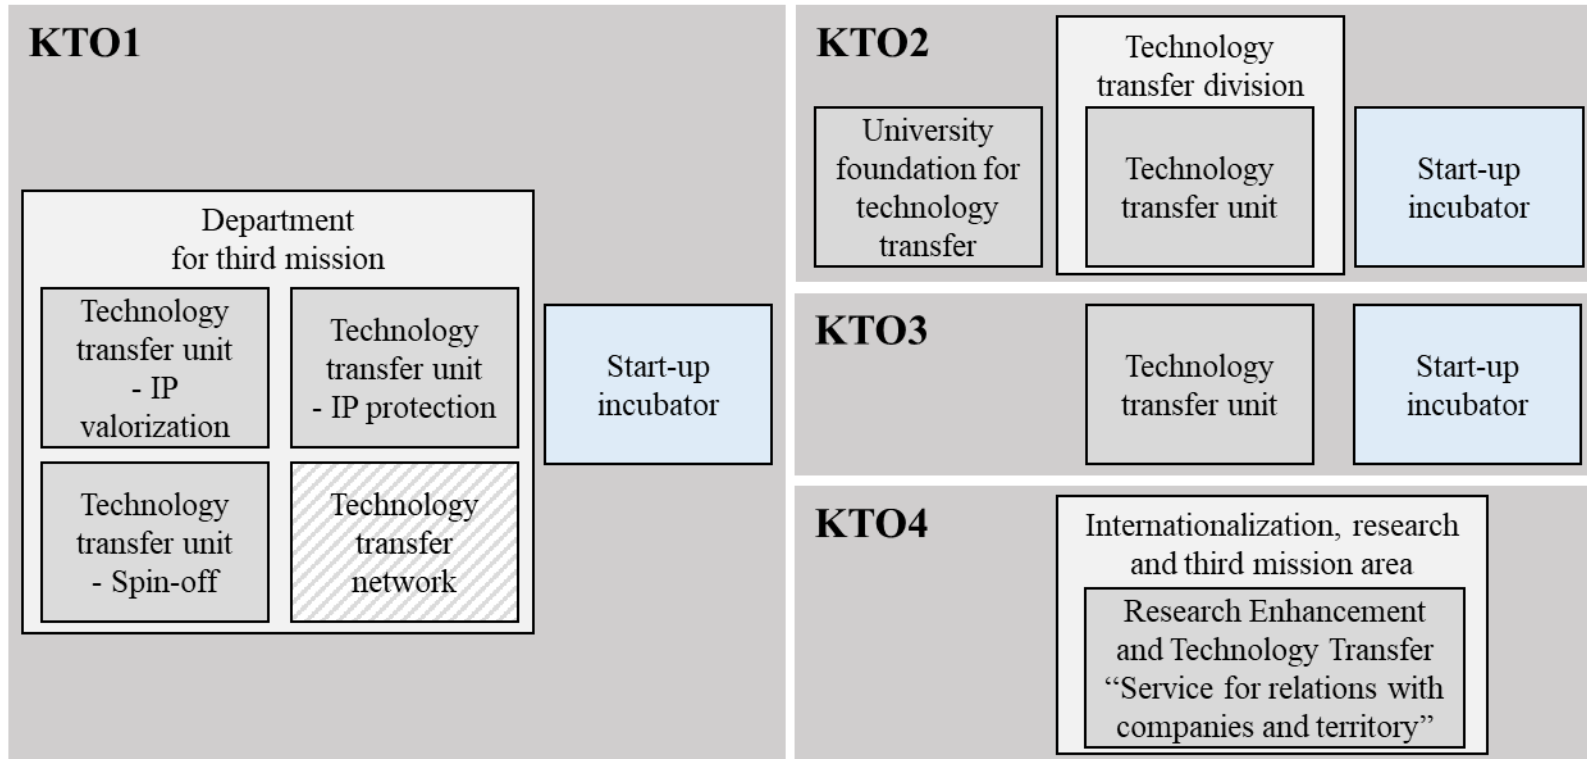 KTO1
Department
for third mission
Technology
transfer unit
- IP
valorization
Technology
transfer unit
- IP protection
Technology
transfer unit
- Spin-off
Technology
transfer
network
Start-up
incubator
KTO2
University
foundation for
technology
transfer
Technology
transfer division
Technology
transfer unit
Start-up
incubator
KTO3
Technology
transfer unit
Start-up
incubator
KTO4
Internationalization, research
and third mission area
Research Enhancement
and Technology Transfer
“Service for relations with
companies and territory”